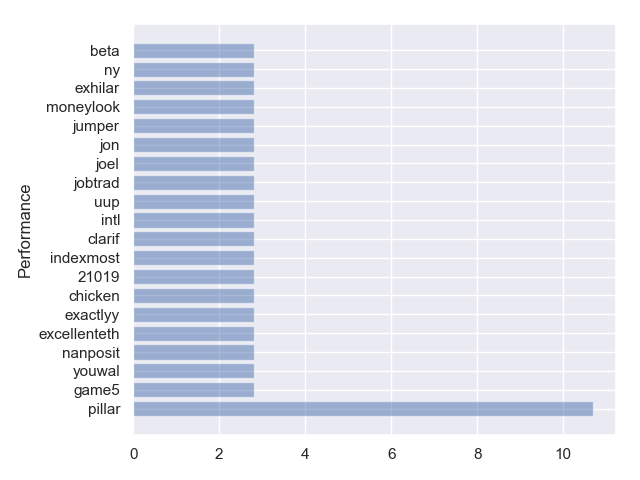 beta
ny
exhilar
moneylook
jumper
jon
joel
jobtrad
uup
intl
clarif
indexmost
21019
chicken
exactlyy
excellenteth
nanposit
youwal
game5
pillar
Performance
0 2 4 6 8 10